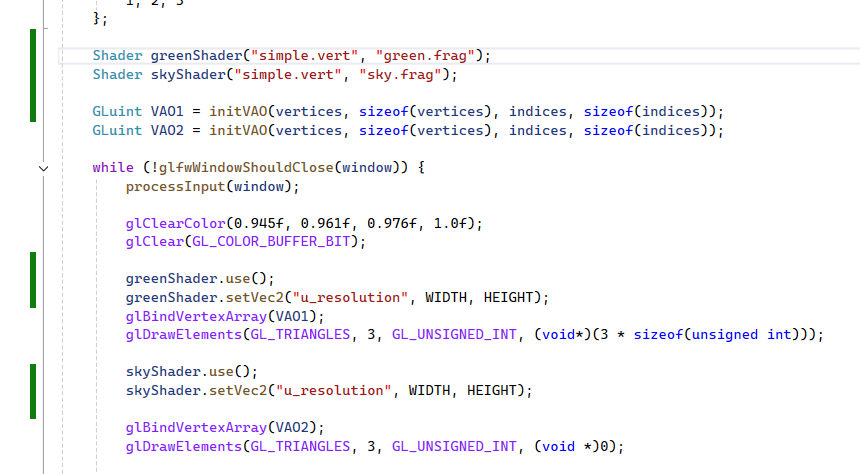 1, 2, 3
};
Shader greenShader("simple.vert", "green.frag");
Shader skyShader("simple.vert", "sky.frag");
GLuint VAO1 = initVAO(vertices, sizeof(vertices), indices, sizeof(indices));
GLuint VAO2 = initVAO(vertices, sizeof(vertices), indices, sizeof(indices));
while (!glfwWindowShouldClose(window)) {
processInput(window);
glClearColor(0.945f, 0.961f, 0.976f, 1.0f);
glClear(GL_COLOR_BUFFER_BIT);
greenShader.use();
greenShader.setVec2("u_resolution", WIDTH, HEIGHT);
glBindVertexArray(VAO1);
glDrawElements(GL_TRIANGLES, 3, GL_UNSIGNED_INT, (void*)(3 * sizeof(unsigned int)));
skyShader.use();
skyShader.setVec2("u_resolution", WIDTH, HEIGHT);
glBindVertexArray(VAO2);
glDrawElements(GL_TRIANGLES, 3, GL_UNSIGNED_INT, (void *)0);